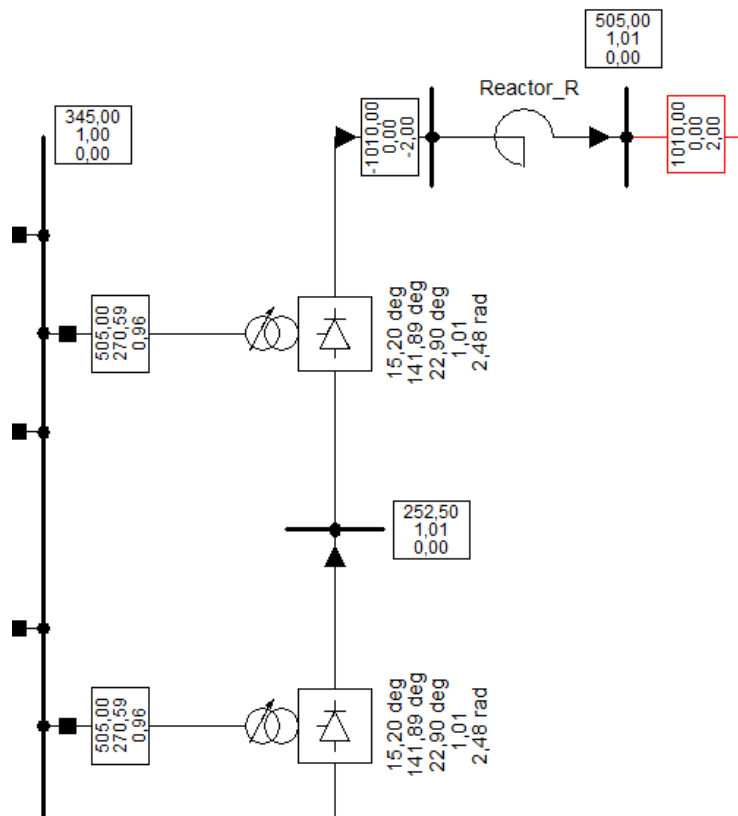 505,00
1,01
0,00
Reactor_R
345,00
1,00
0,00
-1010,00
0,00
-2,00
1010,00
0,00
2,00
505,00
270,59
0,96
15,20 deg
141,89 deg
22,90 deg
1,01
2,48 rad
252,50
1,01
0,00
505,00
270,59
0,96
15,20 deg
141,89 deg
22,90 deg
1,01
2,48 rad